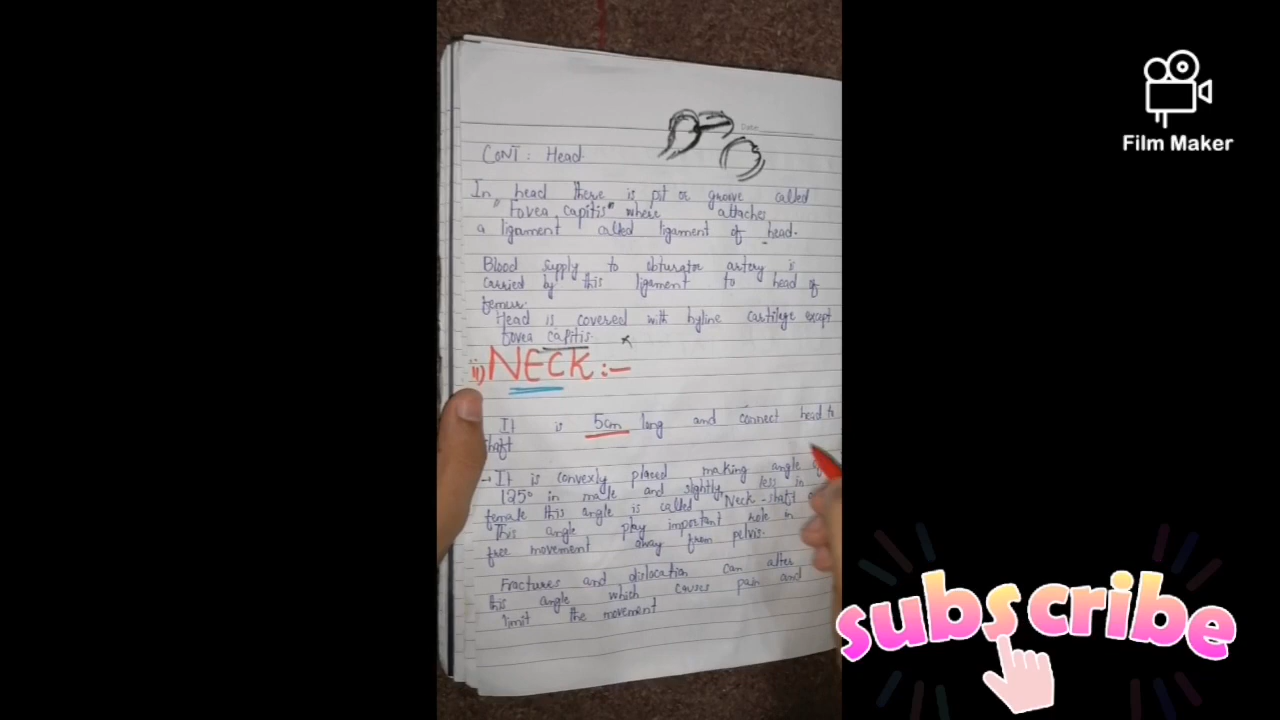 Film Maker
Date
CONT: Head
In head there is pit or groove called
"Fovea capitis" where attaches
a ligament called ligament of head.
Blood supply to obturator artery is
carried by this ligament to head of
femur.
Head is covered with hyline cartilege except
fovea capitis. x
ii) NECK :-
It is 5cm long and connect head to
shaft
→ It is convexly placed making angle of
125° in male and slightly less in
female this angle is called "Neck-shaft
This angle play important role in
free movement away from pelvis.
Fractures and dislocation can alter
this angle which causes pain and
limit the movement
subscribe